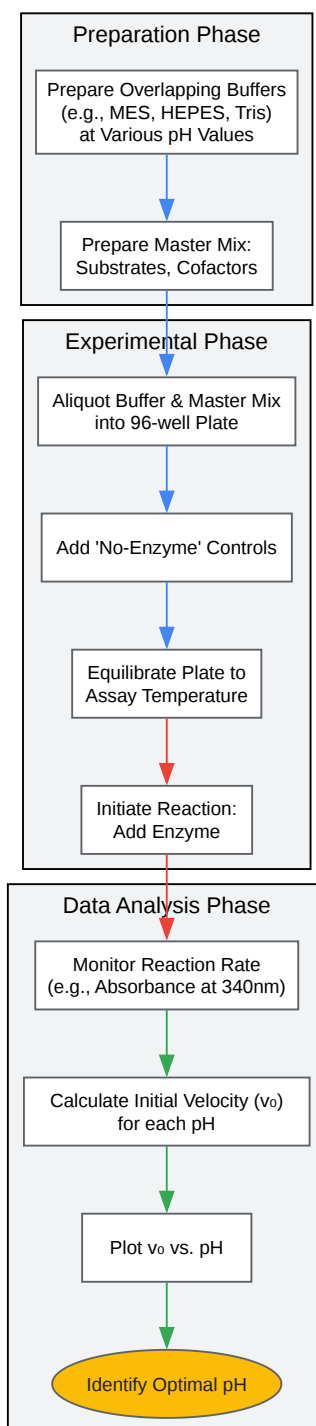 Preparation Phase
Prepare Overlapping Buffers
(e.g., MES, HEPES, Tris)
at Various pH Values
Prepare Master Mix:
Substrates, Cofactors
Experimental Phase
Aliquot Buffer & Master Mix
into 96-well Plate
Add 'No-Enzyme' Controls
Equilibrate Plate to
Assay Temperature
Initiate Reaction:
Add Enzyme
Data Analysis Phase
Monitor Reaction Rate
(e.g., Absorbance at 340nm)
Calculate Initial Velocity (v₀)
for each pH
Plot v₀ vs. pH
Identify Optimal pH